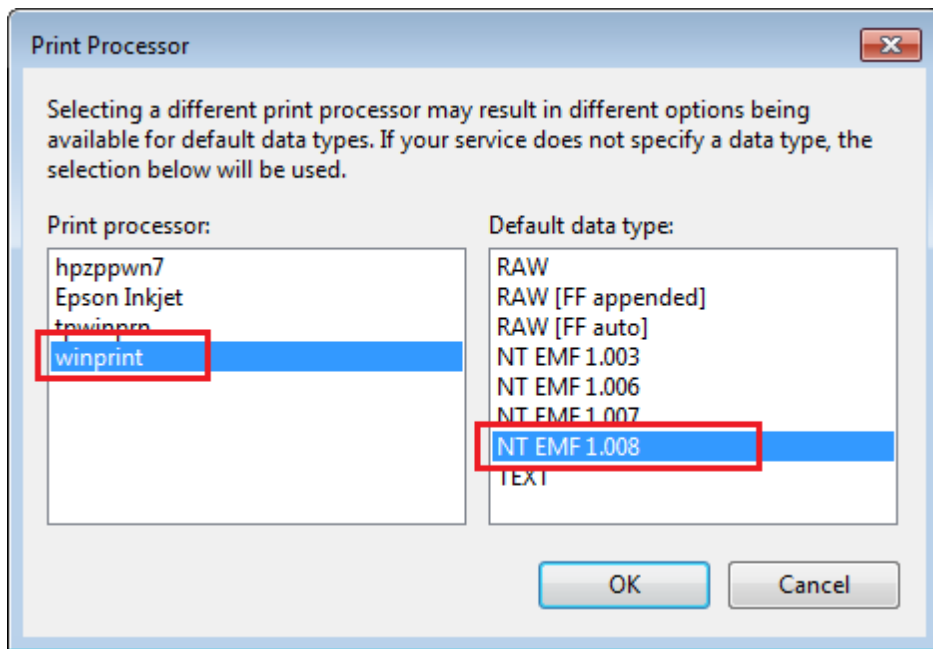 Print Processor
Selecting a different print processor may result in different options being
available for default data types. If your service does not specify a data type, the
selection below will be used.
Print processor:
hpzppwn7
Epson Inkjet
tpwinprn
winprint
Default data type:
RAW
RAW [FF appended]
RAW [FF auto]
NT EMF 1.003
NT EMF 1.006
NT EMF 1.007
NT EMF 1.008
TEXT
OK
Cancel